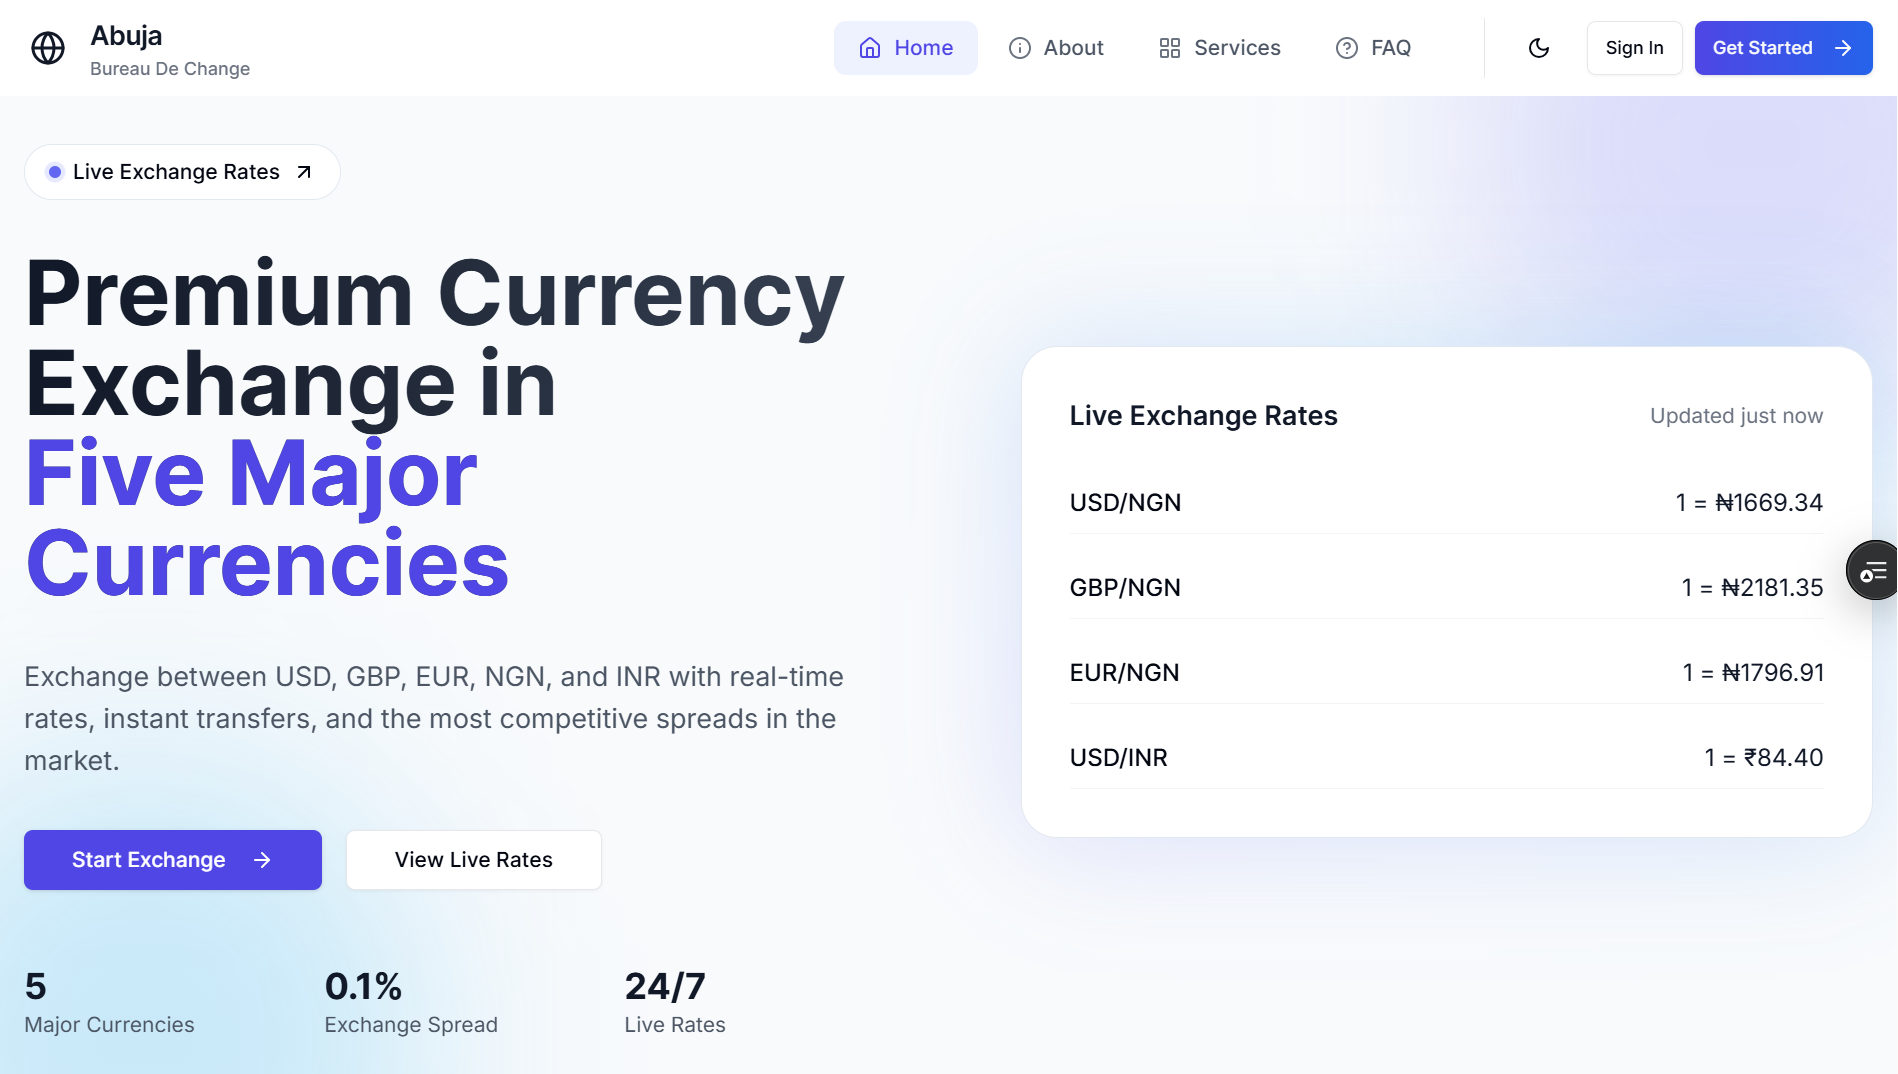 Abuja
Bureau De Change
Home
About
Services
FAQ
Sign In
Get Started
Live Exchange Rates
Premium Currency
Exchange in
Five Major
Currencies
Exchange between USD, GBP, EUR, NGN, and INR with real-time
rates, instant transfers, and the most competitive spreads in the
market.
Start Exchange
View Live Rates
5
Major Currencies
0.1%
Exchange Spread
24/7
Live Rates
Live Exchange Rates
Updated just now
USD/NGN 1 = ₦1669.34
GBP/NGN 1 = ₦2181.35
EUR/NGN 1 = ₦1796.91
USD/INR 1 = ₹84.40